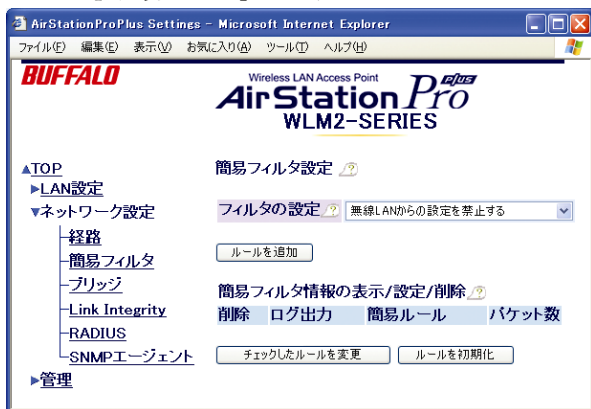 AirStationProPlus Settings - Microsoft Internet Explorer
ファイル(F) 編集(E) 表示(V) お気に入り(A) ツール(T) ヘルプ(H)
BUFFALO
Wireless LAN Access Point
AirStation Pro plus
WLM2-SERIES
▲TOP
▶LAN設定
▼ネットワーク設定
経路
簡易フィルタ
ブリッジ
Link Integrity
RADIUS
SNMPエージェント
▶管理
簡易フィルタ設定 ?
フィルタの設定 ? 無線LANからの設定を禁止する
ルールを追加
簡易フィルタ情報の表示/設定/削除 ?
削除 ログ出力 簡易ルール パケット数
チェックしたルールを変更 ルールを初期化